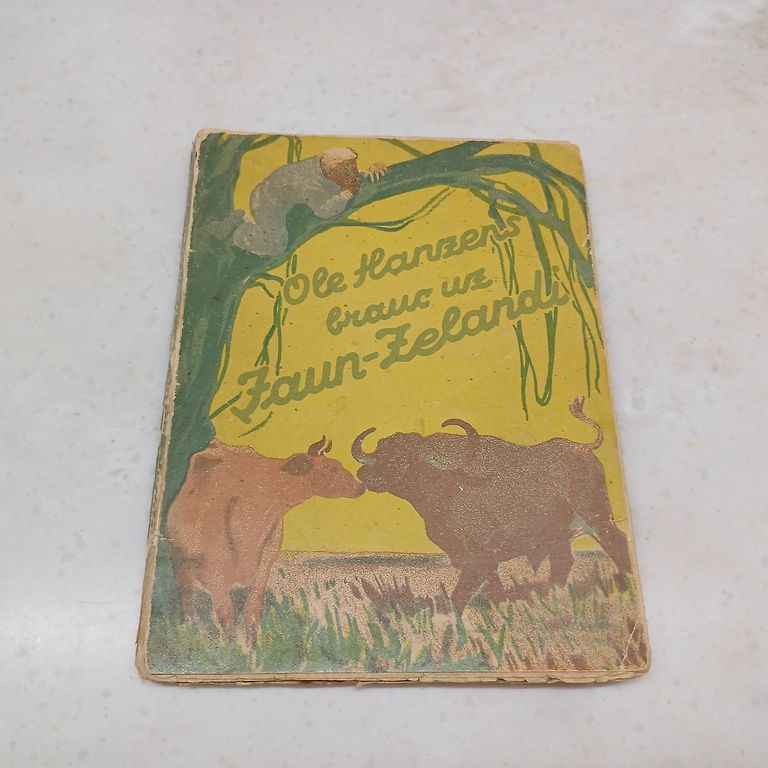 Ole Hanzens
brauc uz
Jaun-Zelandi